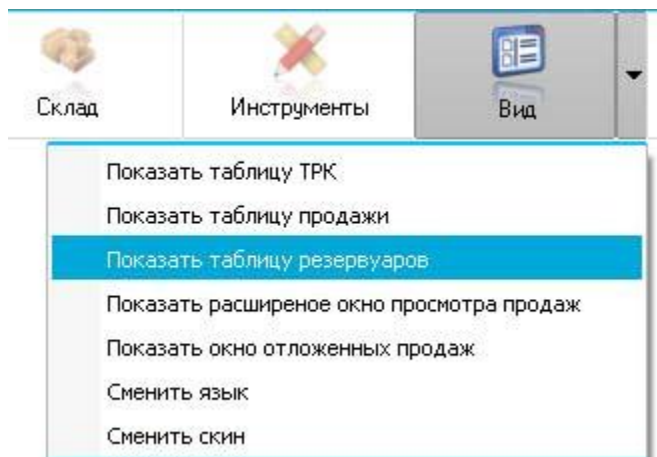 Склад
Инструменты
Вид
Показать таблицу ТРК
Показать таблицу продажи
Показать таблицу резервуаров
Показать расширеное окно просмотра продаж
Показать окно отложенных продаж
Сменить язык
Сменить скин